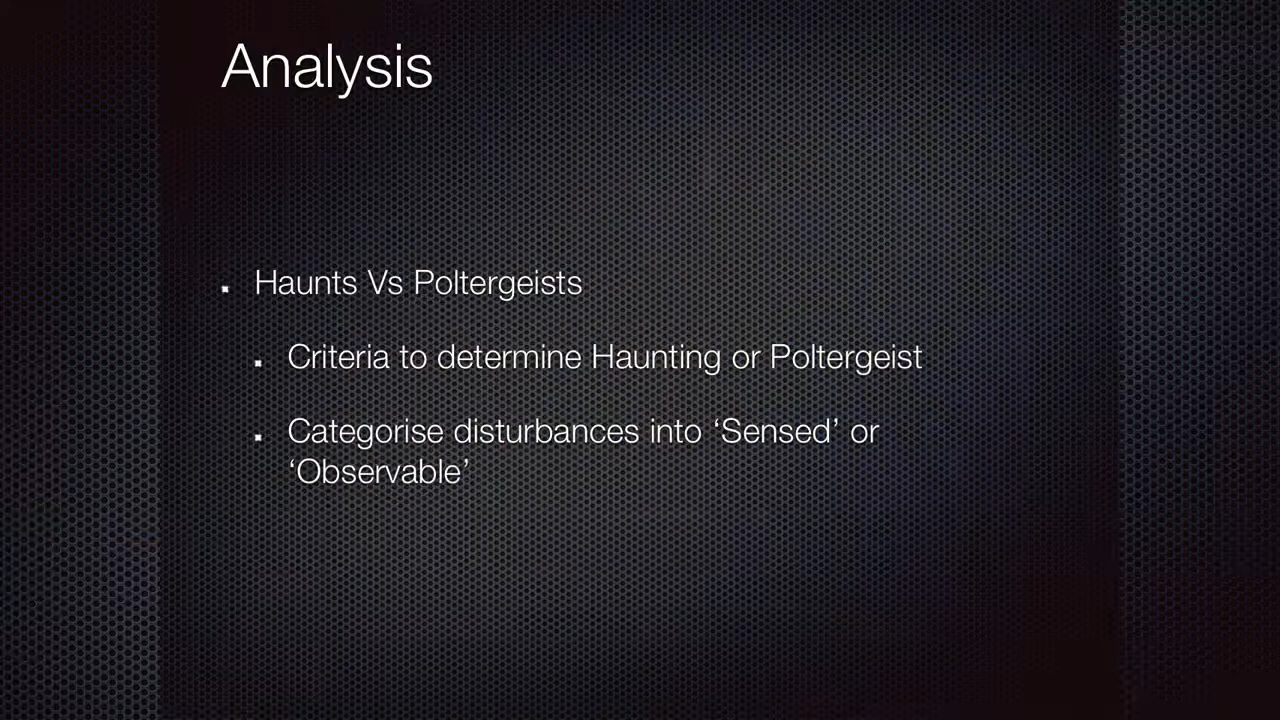 Analysis
Haunts Vs Poltergeists
Criteria to determine Haunting or Poltergeist
Categorise disturbances into ‘Sensed’ or
‘Observable’